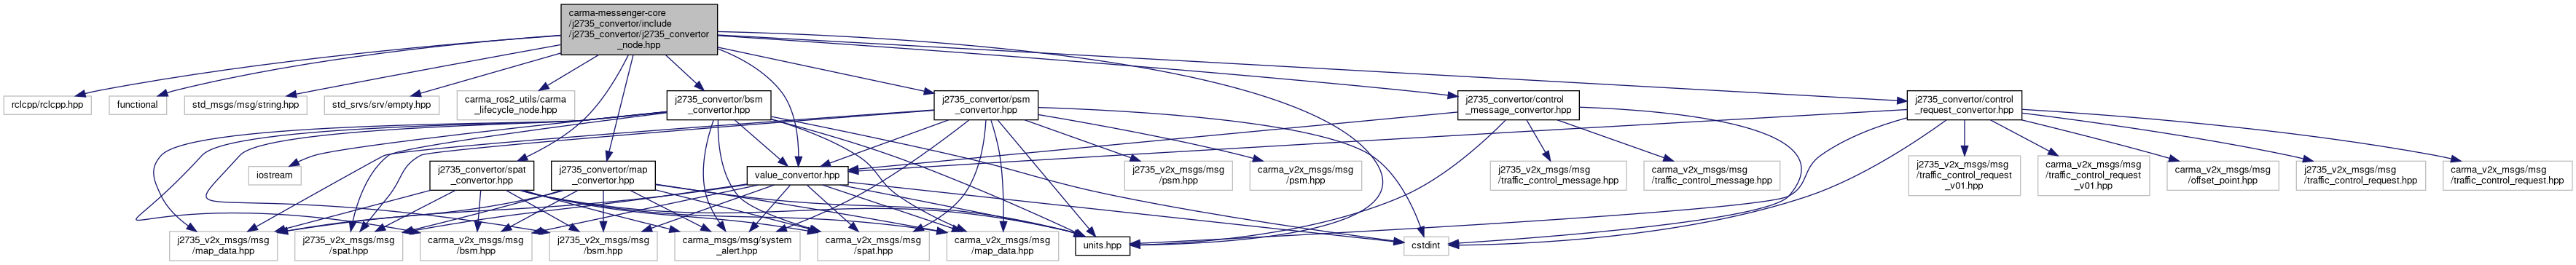 carma-messenger-core
/j2735_convertor/include
/j2735_convertor/j2735_convertor
_node.hpp
rclcpp/rclcpp.hpp
functional
std_msgs/msg/string.hpp
std_srvs/srv/empty.hpp
carma_ros2_utils/carma
_lifecycle_node.hpp
j2735_convertor/bsm
_convertor.hpp
j2735_convertor/psm
_convertor.hpp
j2735_convertor/control
_message_convertor.hpp
j2735_convertor/control
_request_convertor.hpp
iostream
j2735_convertor/spat
_convertor.hpp
j2735_convertor/map
_convertor.hpp
value_convertor.hpp
j2735_v2x_msgs/msg
/psm.hpp
carma_v2x_msgs/msg
/psm.hpp
j2735_v2x_msgs/msg
/traffic_control_message.hpp
carma_v2x_msgs/msg
/traffic_control_message.hpp
j2735_v2x_msgs/msg
/traffic_control_request
_v01.hpp
carma_v2x_msgs/msg
/traffic_control_request
_v01.hpp
carma_v2x_msgs/msg
/offset_point.hpp
j2735_v2x_msgs/msg
/traffic_control_request.hpp
carma_v2x_msgs/msg
/traffic_control_request.hpp
j2735_v2x_msgs/msg
/map_data.hpp
j2735_v2x_msgs/msg
/spat.hpp
carma_v2x_msgs/msg
/bsm.hpp
j2735_v2x_msgs/msg
/bsm.hpp
carma_msgs/msg/system
_alert.hpp
carma_v2x_msgs/msg
/spat.hpp
carma_v2x_msgs/msg
/map_data.hpp
units.hpp
cstdint